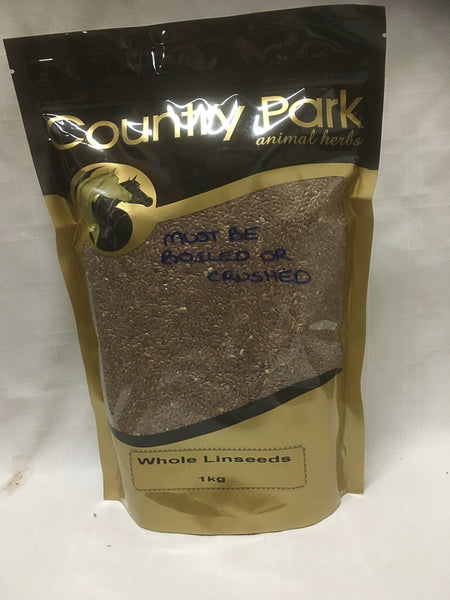 Country Park
animal herbs
MUST BE
BOILED OR
CRUSHED
Whole Linseeds
1kg